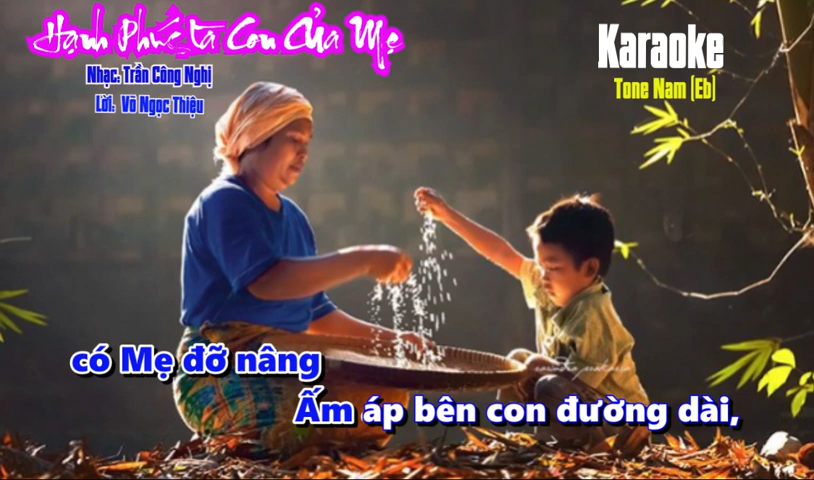 Hạnh Phúc Là Con Của Mẹ
Karaoke
Tone Nam (Eb)
Nhạc: Trần Công Nghị
Lời: Võ Ngọc Thiệu
có Mẹ đỡ nâng
Ấm áp bên con đường dài,